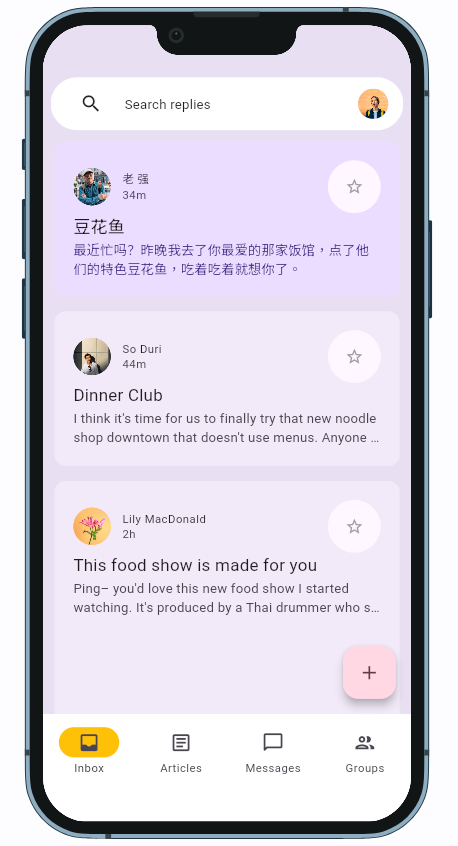 Search replies
老 强
34m
豆花鱼
最近忙吗？昨晚我去了你最爱的那家饭馆，点了他
们的特色豆花鱼，吃着吃着就想你了。
So Duri
44m
Dinner Club
I think it's time for us to finally try that new noodle
shop downtown that doesn't use menus. Anyone …
Lily MacDonald
2h
This food show is made for you
Ping– you'd love this new food show I started
watching. It's produced by a Thai drummer who s…
Inbox Articles Messages Groups